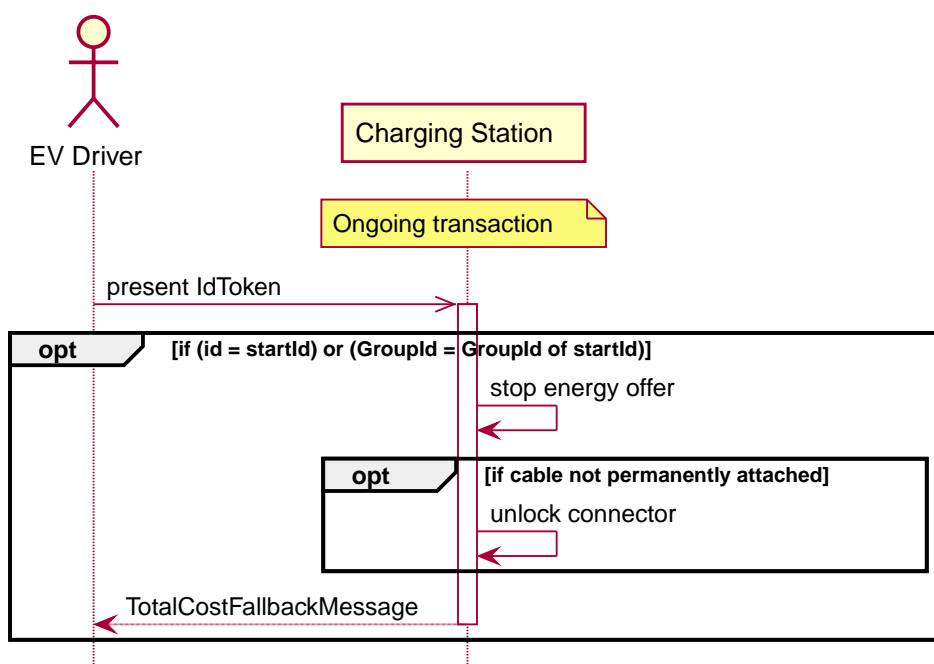 EV Driver
Charging Station
Ongoing transaction
present IdToken
opt
[if (id = startId) or (GroupId = GroupId of startId)]
stop energy offer
opt
[if cable not permanently attached]
unlock connector
TotalCostFallbackMessage